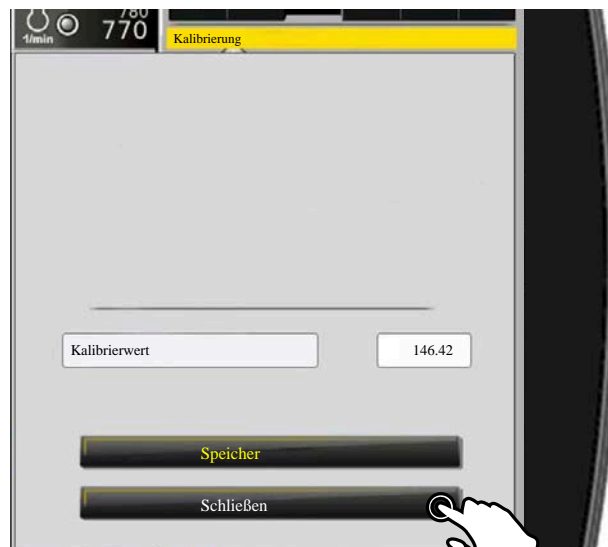 780
1/min 770
Kalibrierung
Kalibrierwert 146.42
Speicher
Schließen